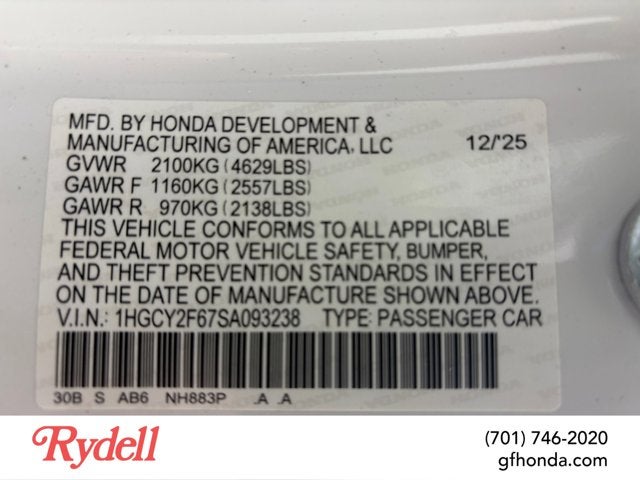 MFD. BY HONDA DEVELOPMENT &
MANUFACTURING OF AMERICA, LLC 12/'25
GVWR 2100KG (4629LBS)
GAWR F 1160KG (2557LBS)
GAWR R 970KG (2138LBS)
THIS VEHICLE CONFORMS TO ALL APPLICABLE
FEDERAL MOTOR VEHICLE SAFETY, BUMPER,
AND THEFT PREVENTION STANDARDS IN EFFECT
ON THE DATE OF MANUFACTURE SHOWN ABOVE.
V.I.N.: 1HGCY2F67SA093238 TYPE: PASSENGER CAR
30B S AB6 NH883P .A .A
Rydell
(701) 746-2020
gfhonda.com